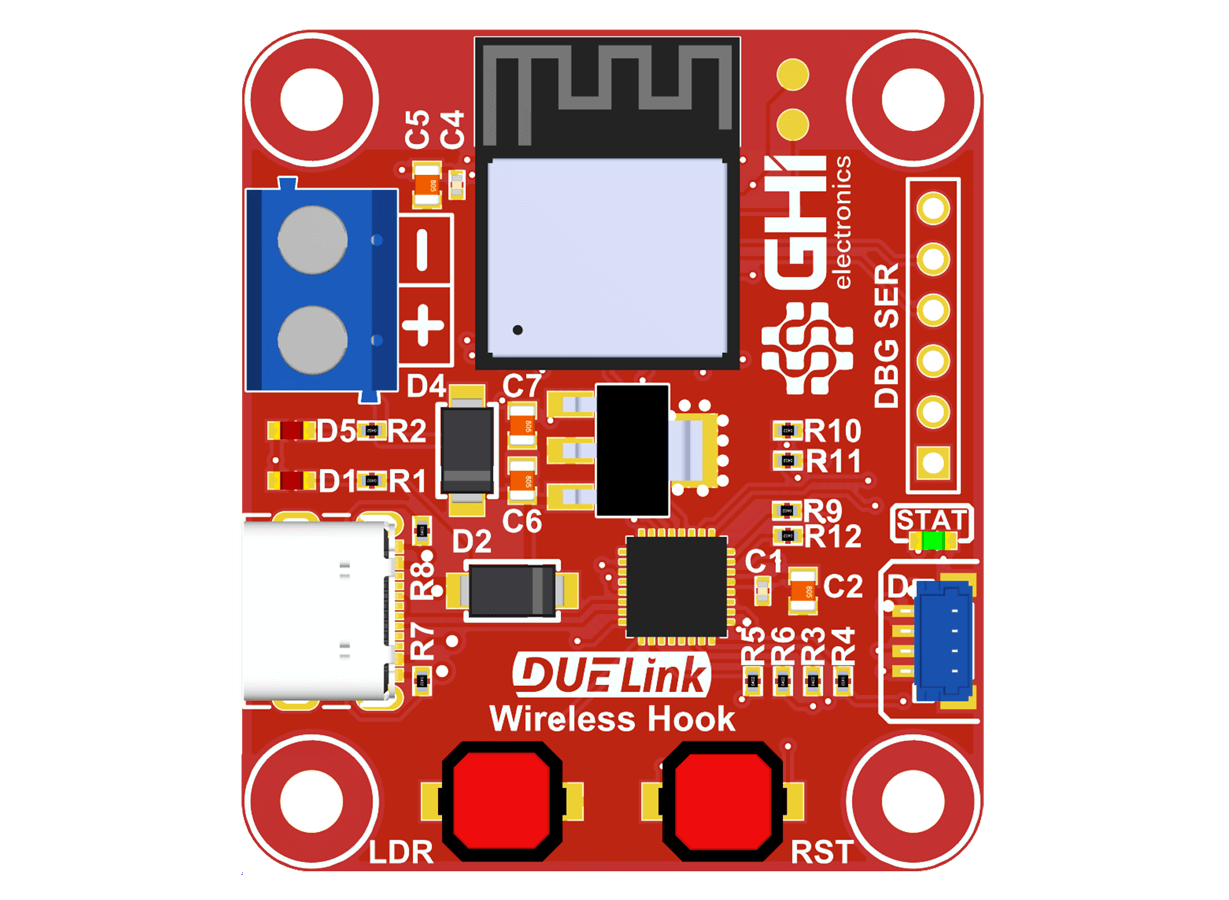 C5
C4
GHI
electronics
−
+
DBG SER
D4
C7
D5
R2
R10
R11
D1
R1
C6
R9
STAT
R12
D2
C1
R8
C2
D
R7
R5
R6
R3
R4
DUELink
Wireless Hook
LDR
RST